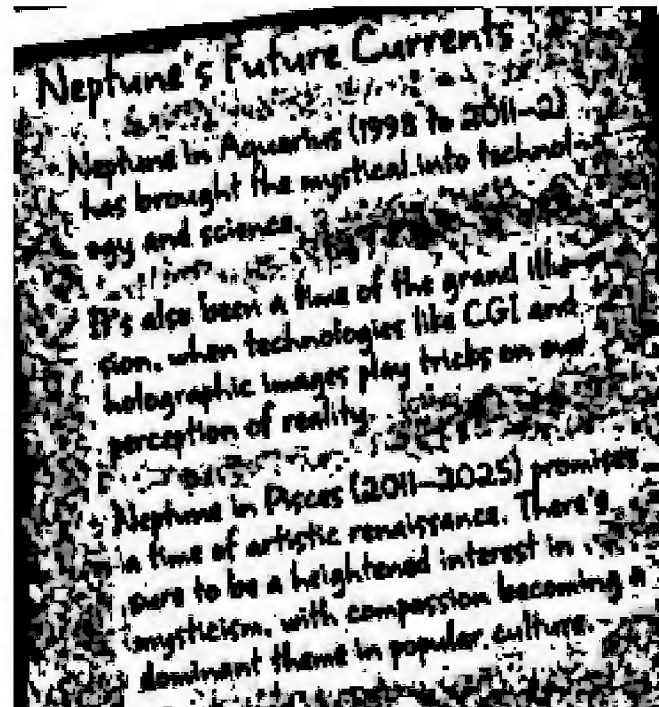 Neptune's Future Currents
Neptune in Aquarius (1998 to 2011–2)
has brought the mystical into technol-
ogy and science.
It's also been a time of the grand illu-
sion, when technologies like CGI and
holographic images play tricks on our
perception of reality.
Neptune in Pisces (2011–2025) promises
a time of artistic renaissance. There's
sure to be a heightened interest in
mysticism, with compassion becoming a
dominant theme in popular culture.